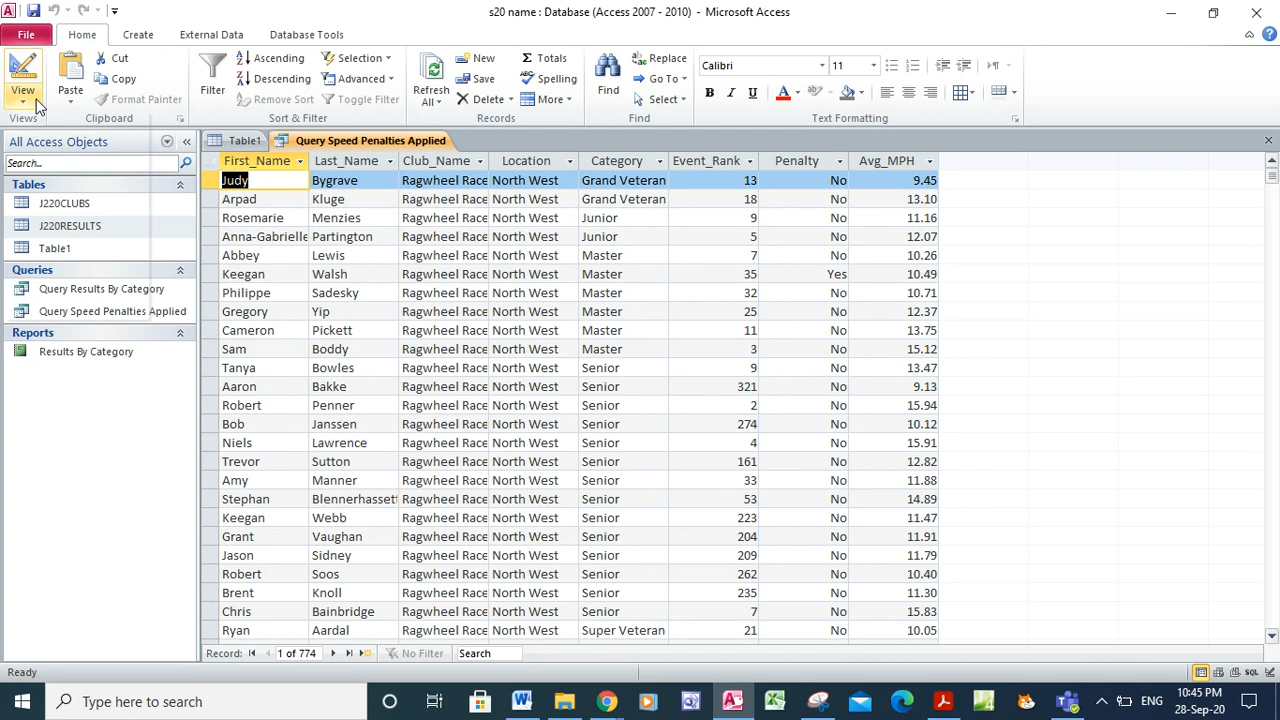 s20 name : Database (Access 2007 - 2010) - Microsoft Access
File Home Create External Data Database Tools
View Paste Cut Copy Format Painter Filter Ascending Descending Remove Sort Selection Advanced Toggle Filter Refresh All New Save Delete Totals Spelling More Find Replace Go To Select Calibri 11 B I U A
Views Clipboard Sort & Filter Records Find Text Formatting
All Access Objects
Search...
Tables
J220CLUBS
J220RESULTS
Table1
Queries
Query Results By Category
Query Speed Penalties Applied
Reports
Results By Category
Table1 Query Speed Penalties Applied
First_Name Last_Name Club_Name Location Category Event_Rank Penalty Avg_MPH
Judy Bygrave Ragwheel Race North West Grand Veteran 13 No 9.45
Arpad Kluge Ragwheel Race North West Grand Veteran 18 No 13.10
Rosemarie Menzies Ragwheel Race North West Junior 9 No 11.16
Anna-Gabrielle Partington Ragwheel Race North West Junior 5 No 12.07
Abbey Lewis Ragwheel Race North West Master 7 No 10.26
Keegan Walsh Ragwheel Race North West Master 35 Yes 10.49
Philippe Sadesky Ragwheel Race North West Master 32 No 10.71
Gregory Yip Ragwheel Race North West Master 25 No 12.37
Cameron Pickett Ragwheel Race North West Master 11 No 13.75
Sam Boddy Ragwheel Race North West Master 3 No 15.12
Tanya Bowles Ragwheel Race North West Senior 9 No 13.47
Aaron Bakke Ragwheel Race North West Senior 321 No 9.13
Robert Penner Ragwheel Race North West Senior 2 No 15.94
Bob Janssen Ragwheel Race North West Senior 274 No 10.12
Niels Lawrence Ragwheel Race North West Senior 4 No 15.91
Trevor Sutton Ragwheel Race North West Senior 161 No 12.82
Amy Manner Ragwheel Race North West Senior 33 No 11.88
Stephan Blennerhassett Ragwheel Race North West Senior 53 No 14.89
Keegan Webb Ragwheel Race North West Senior 223 No 11.47
Grant Vaughan Ragwheel Race North West Senior 204 No 11.91
Jason Sidney Ragwheel Race North West Senior 209 No 11.79
Robert Soos Ragwheel Race North West Senior 262 No 10.40
Brent Knoll Ragwheel Race North West Senior 235 No 11.30
Chris Bainbridge Ragwheel Race North West Senior 7 No 15.83
Ryan Aardal Ragwheel Race North West Super Veteran 21 No 10.05
Record: 1 of 774 No Filter Search
Ready SQL
Type here to search ENG 10:45 PM
28-Sep-20